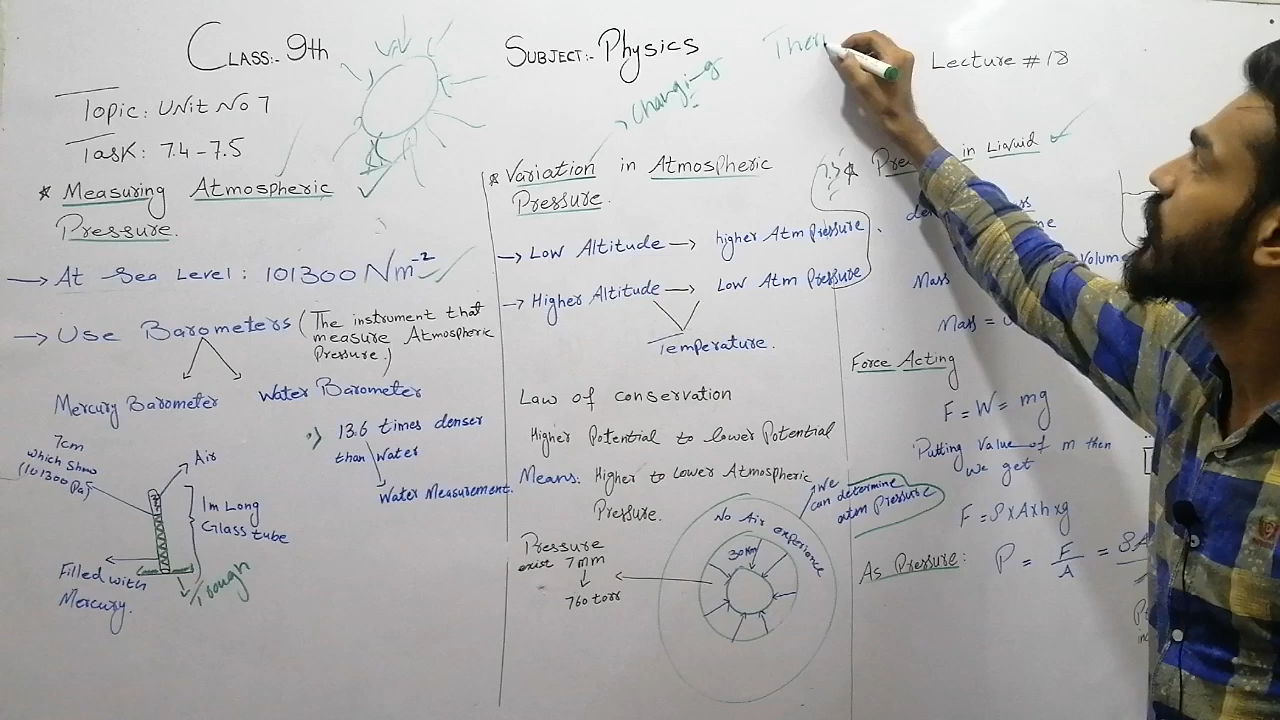 CLASS:- 9th
SUBJECT:- Physics
Ther
Lecture # 18
Topic: UNit No 7
Task: 7.4-7.5
* Measuring Atmospheric
Pressure.
→ At Sea Level: 101300 Nm⁻²
→ Use Barometers (The instrument that
measure Atmospheric
Pressure.)
Mercury Barometer
Water Barometer
7cm
which show
(101300 Pa)
Air
1m Long
Glass tube
Filled with
Mercury.
Trough
13.6 times denser
than water
Water Measurement.
changing
* Variation in Atmospheric
Pressure.
→ Low Altitude → higher Atm Pressure
→ Higher Altitude → Low Atm Pressure
Temperature.
Law of conservation
Higher Potential to lower Potential
Means: Higher to Lower Atmospheric
Pressure.
we
can determine
atm Pressure
No Air experience
30km
Pressure
exist 7mm
760 torr
in Liquid
Volume
Mass
Mass =
Force Acting
F = W = mg
Putting Value of m then
we get
F = ρ×A×h×g
As Pressure: P = F/A =